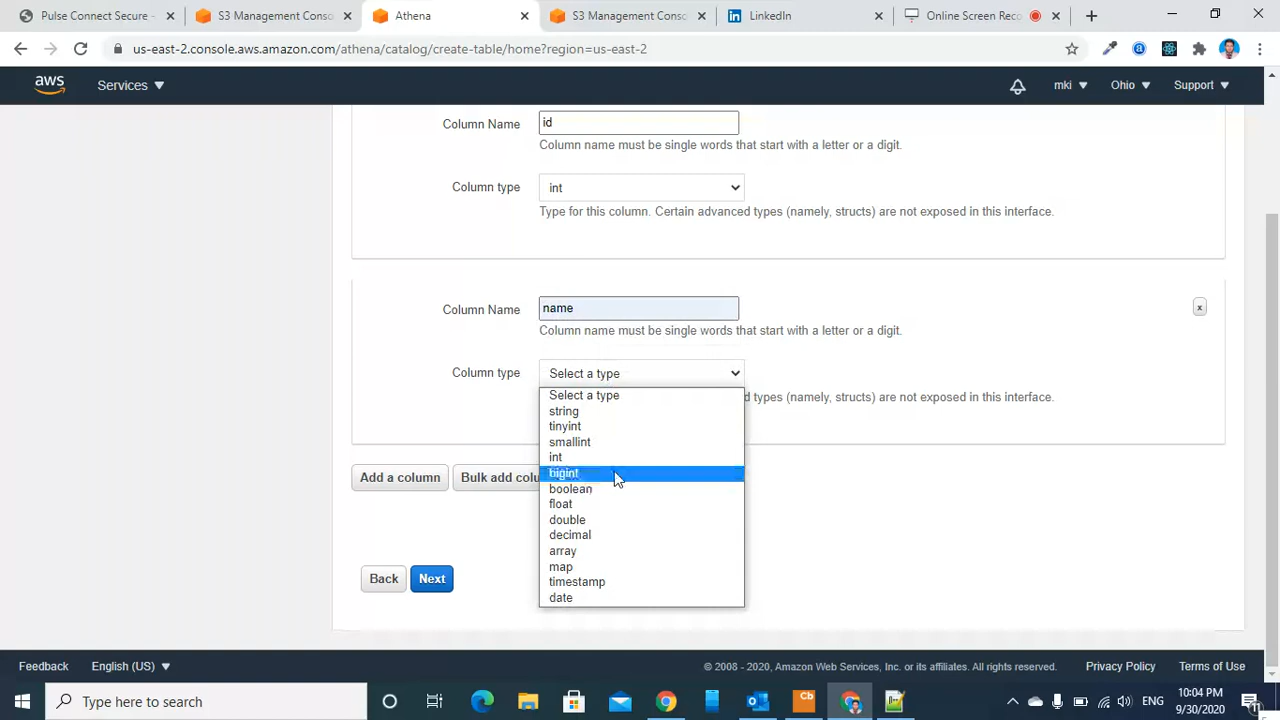 Pulse Connect Secure -
S3 Management Conso
Athena
S3 Management Conso
LinkedIn
Online Screen Rec
us-east-2.console.aws.amazon.com/athena/catalog/create-table/home?region=us-east-2
aws Services mki Ohio Support
Column Name id
Column name must be single words that start with a letter or a digit.
Column type int
Type for this column. Certain advanced types (namely, structs) are not exposed in this interface.
Column Name name x
Column name must be single words that start with a letter or a digit.
Column type Select a type
Select a type
d types (namely, structs) are not exposed in this interface.
string
tinyint
smallint
int
bigint
boolean
float
double
decimal
array
map
timestamp
date
Add a column Bulk add colu
Back Next
Feedback English (US) © 2008 - 2020, Amazon Web Services, Inc. or its affiliates. All rights reserved. Privacy Policy Terms of Use
Type here to search Cb ENG 10:04 PM
9/30/2020 11